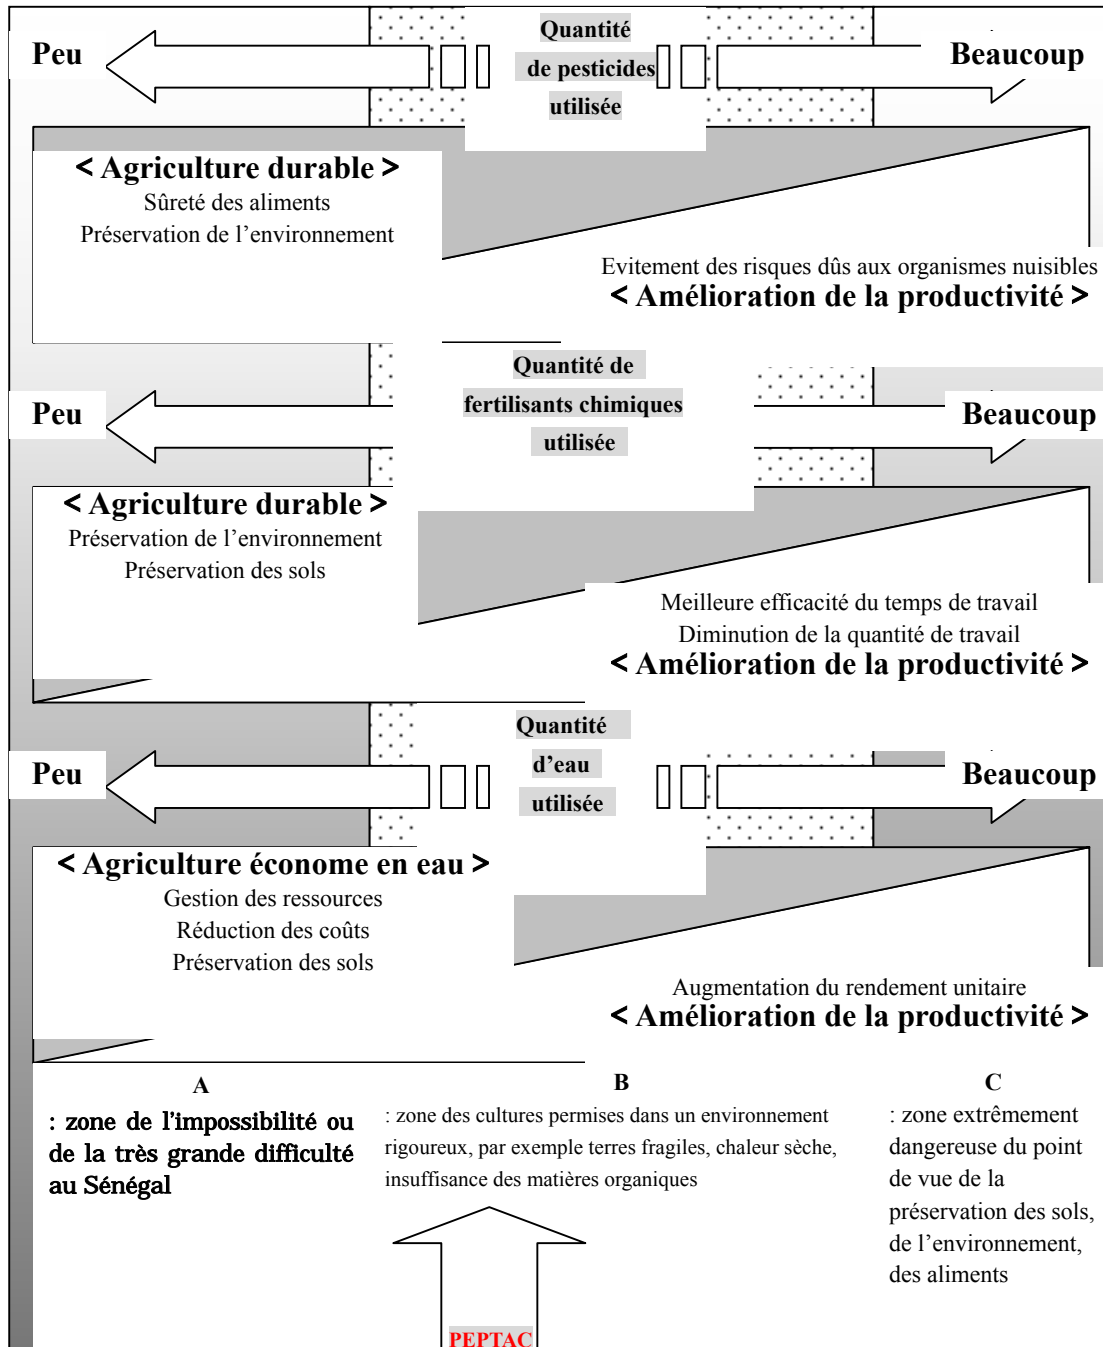 Peu
Quantité
de pesticides
utilisée
Beaucoup
< Agriculture durable >
Sûreté des aliments
Préservation de l’environnement
Evitement des risques dûs aux organismes nuisibles
< Amélioration de la productivité >
Peu
Quantité de
fertilisants chimiques
utilisée
Beaucoup
< Agriculture durable >
Préservation de l’environnement
Préservation des sols
Meilleure efficacité du temps de travail
Diminution de la quantité de travail
< Amélioration de la productivité >
Peu
Quantité
d’eau
utilisée
Beaucoup
< Agriculture économe en eau >
Gestion des ressources
Réduction des coûts
Préservation des sols
Augmentation du rendement unitaire
< Amélioration de la productivité >
A
: zone de l'impossibilité ou
de la très grande difficulté
au Sénégal
B
: zone des cultures permises dans un environnement
rigoureux, par exemple terres fragiles, chaleur sèche,
insuffisance des matières organiques
C
: zone extrêmement
dangereuse du point
de vue de la
préservation des sols,
de l’environnement,
des aliments
PEPTAC